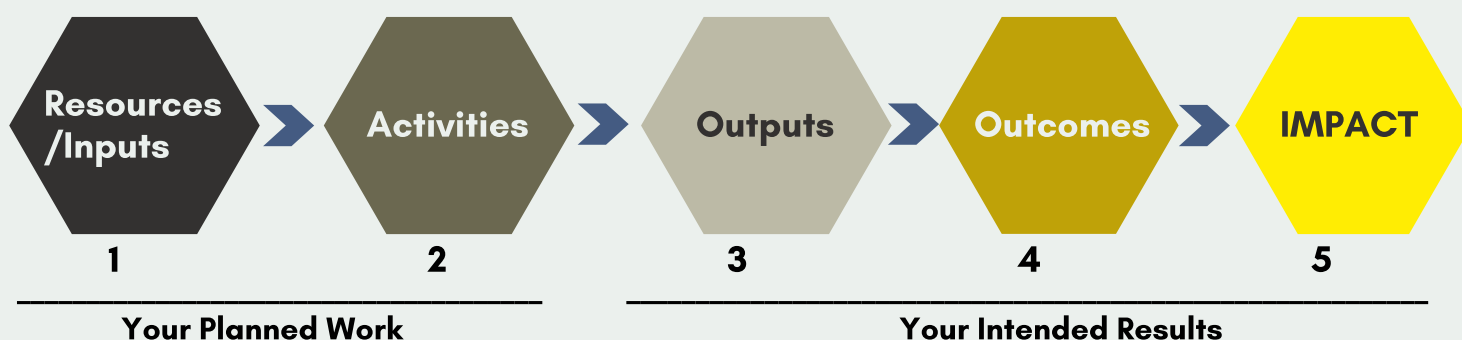 Resources
/Inputs
Activities
Outputs
Outcomes
IMPACT
1
2
3
4
5
Your Planned Work
Your Intended Results